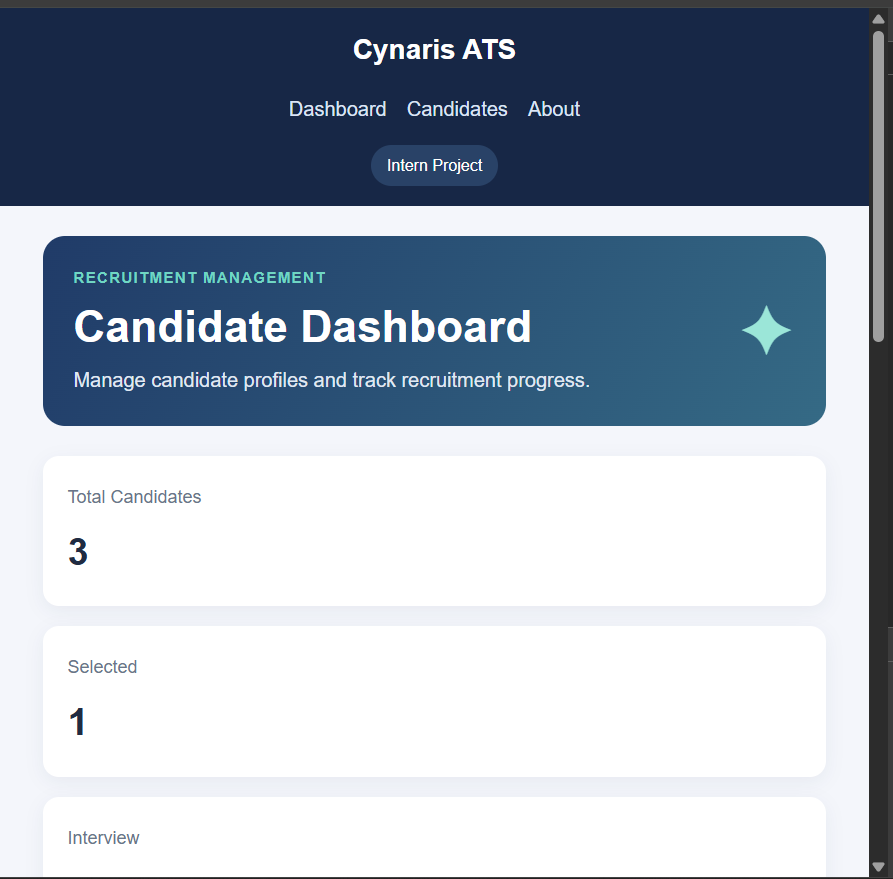 Cynaris ATS
Dashboard Candidates About
Intern Project
RECRUITMENT MANAGEMENT
Candidate Dashboard
Manage candidate profiles and track recruitment progress.
Total Candidates
3
Selected
1
Interview